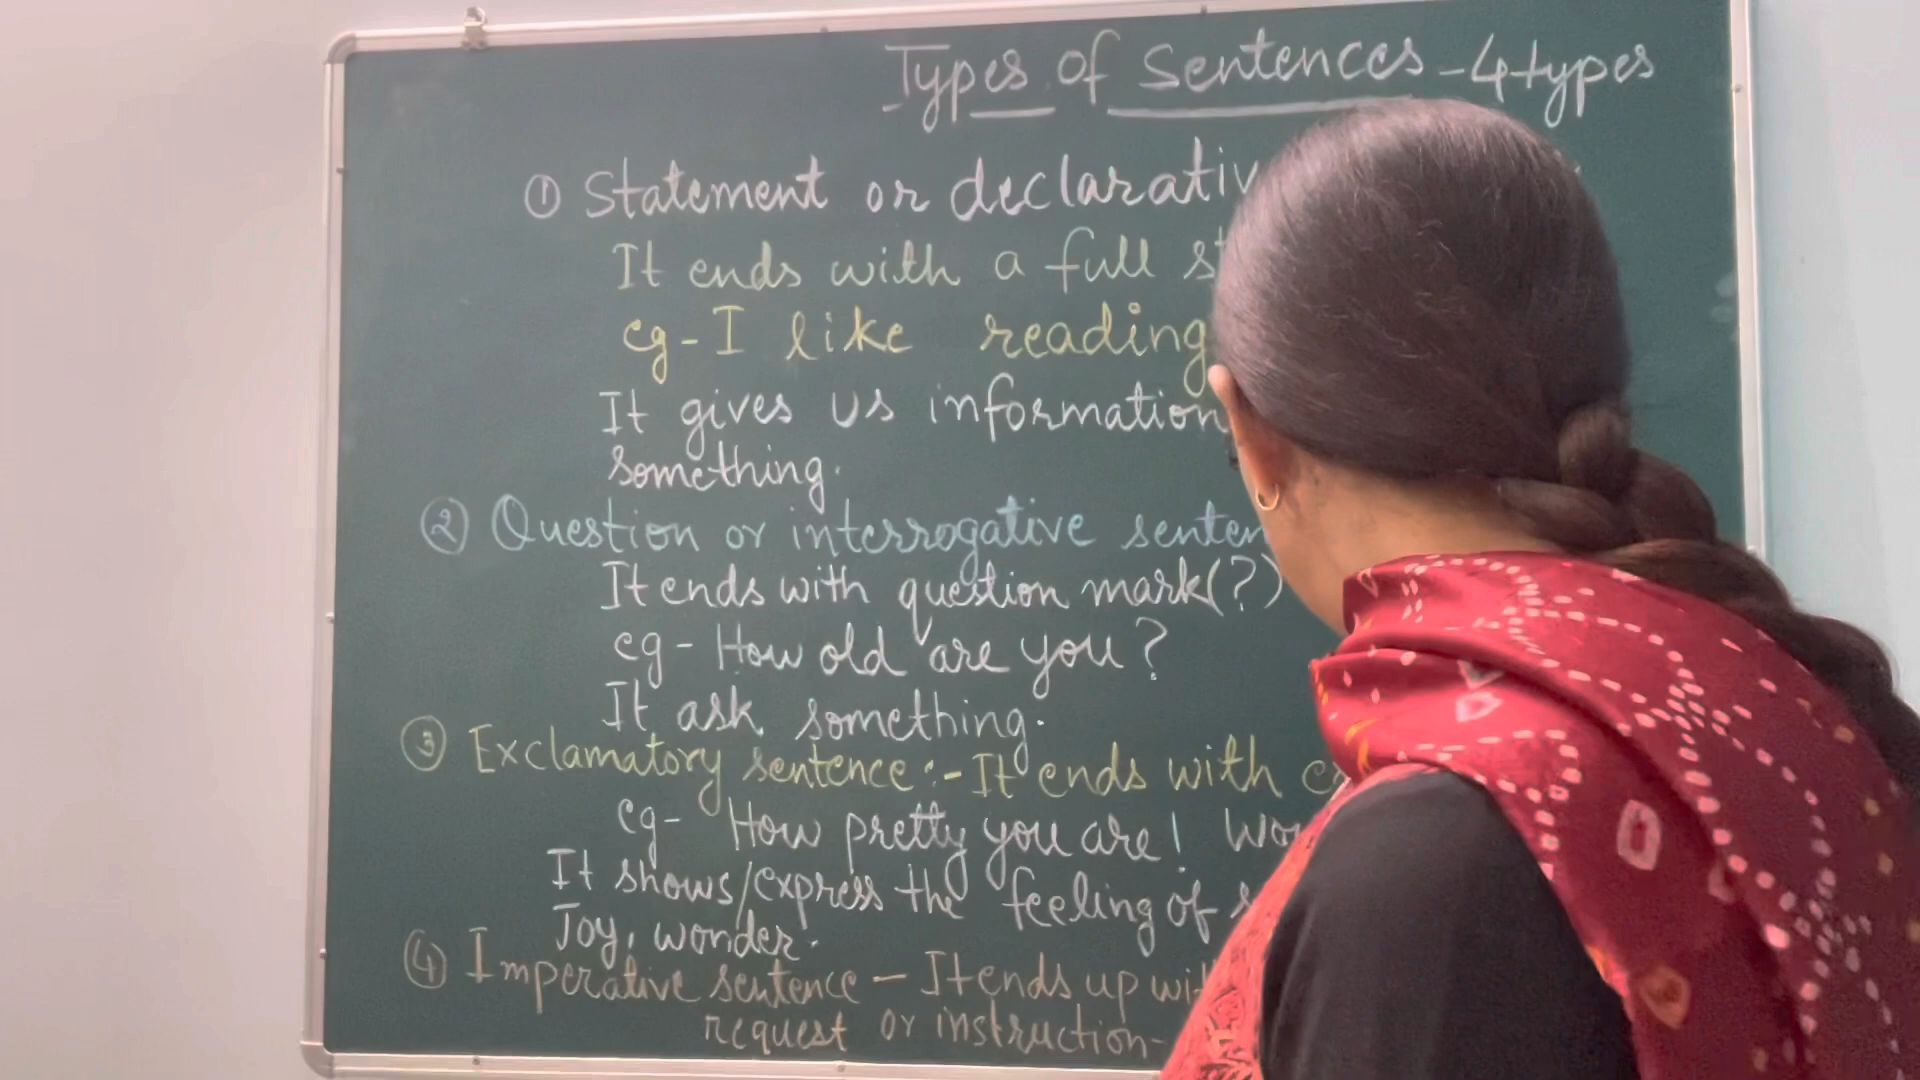 Types of Sentences - 4 types
① Statement or declarativ
It ends with a full s
eg - I like reading
It gives us information
something.
② Question or interrogative senten
It ends with question mark(?)
eg - How old are you?
It ask something.
③ Exclamatory sentence :- It ends with
eg - How pretty you are!
It shows/express the feeling of
Joy, wonder.
④ Imperative sentence - It ends up wi
request or instruction-